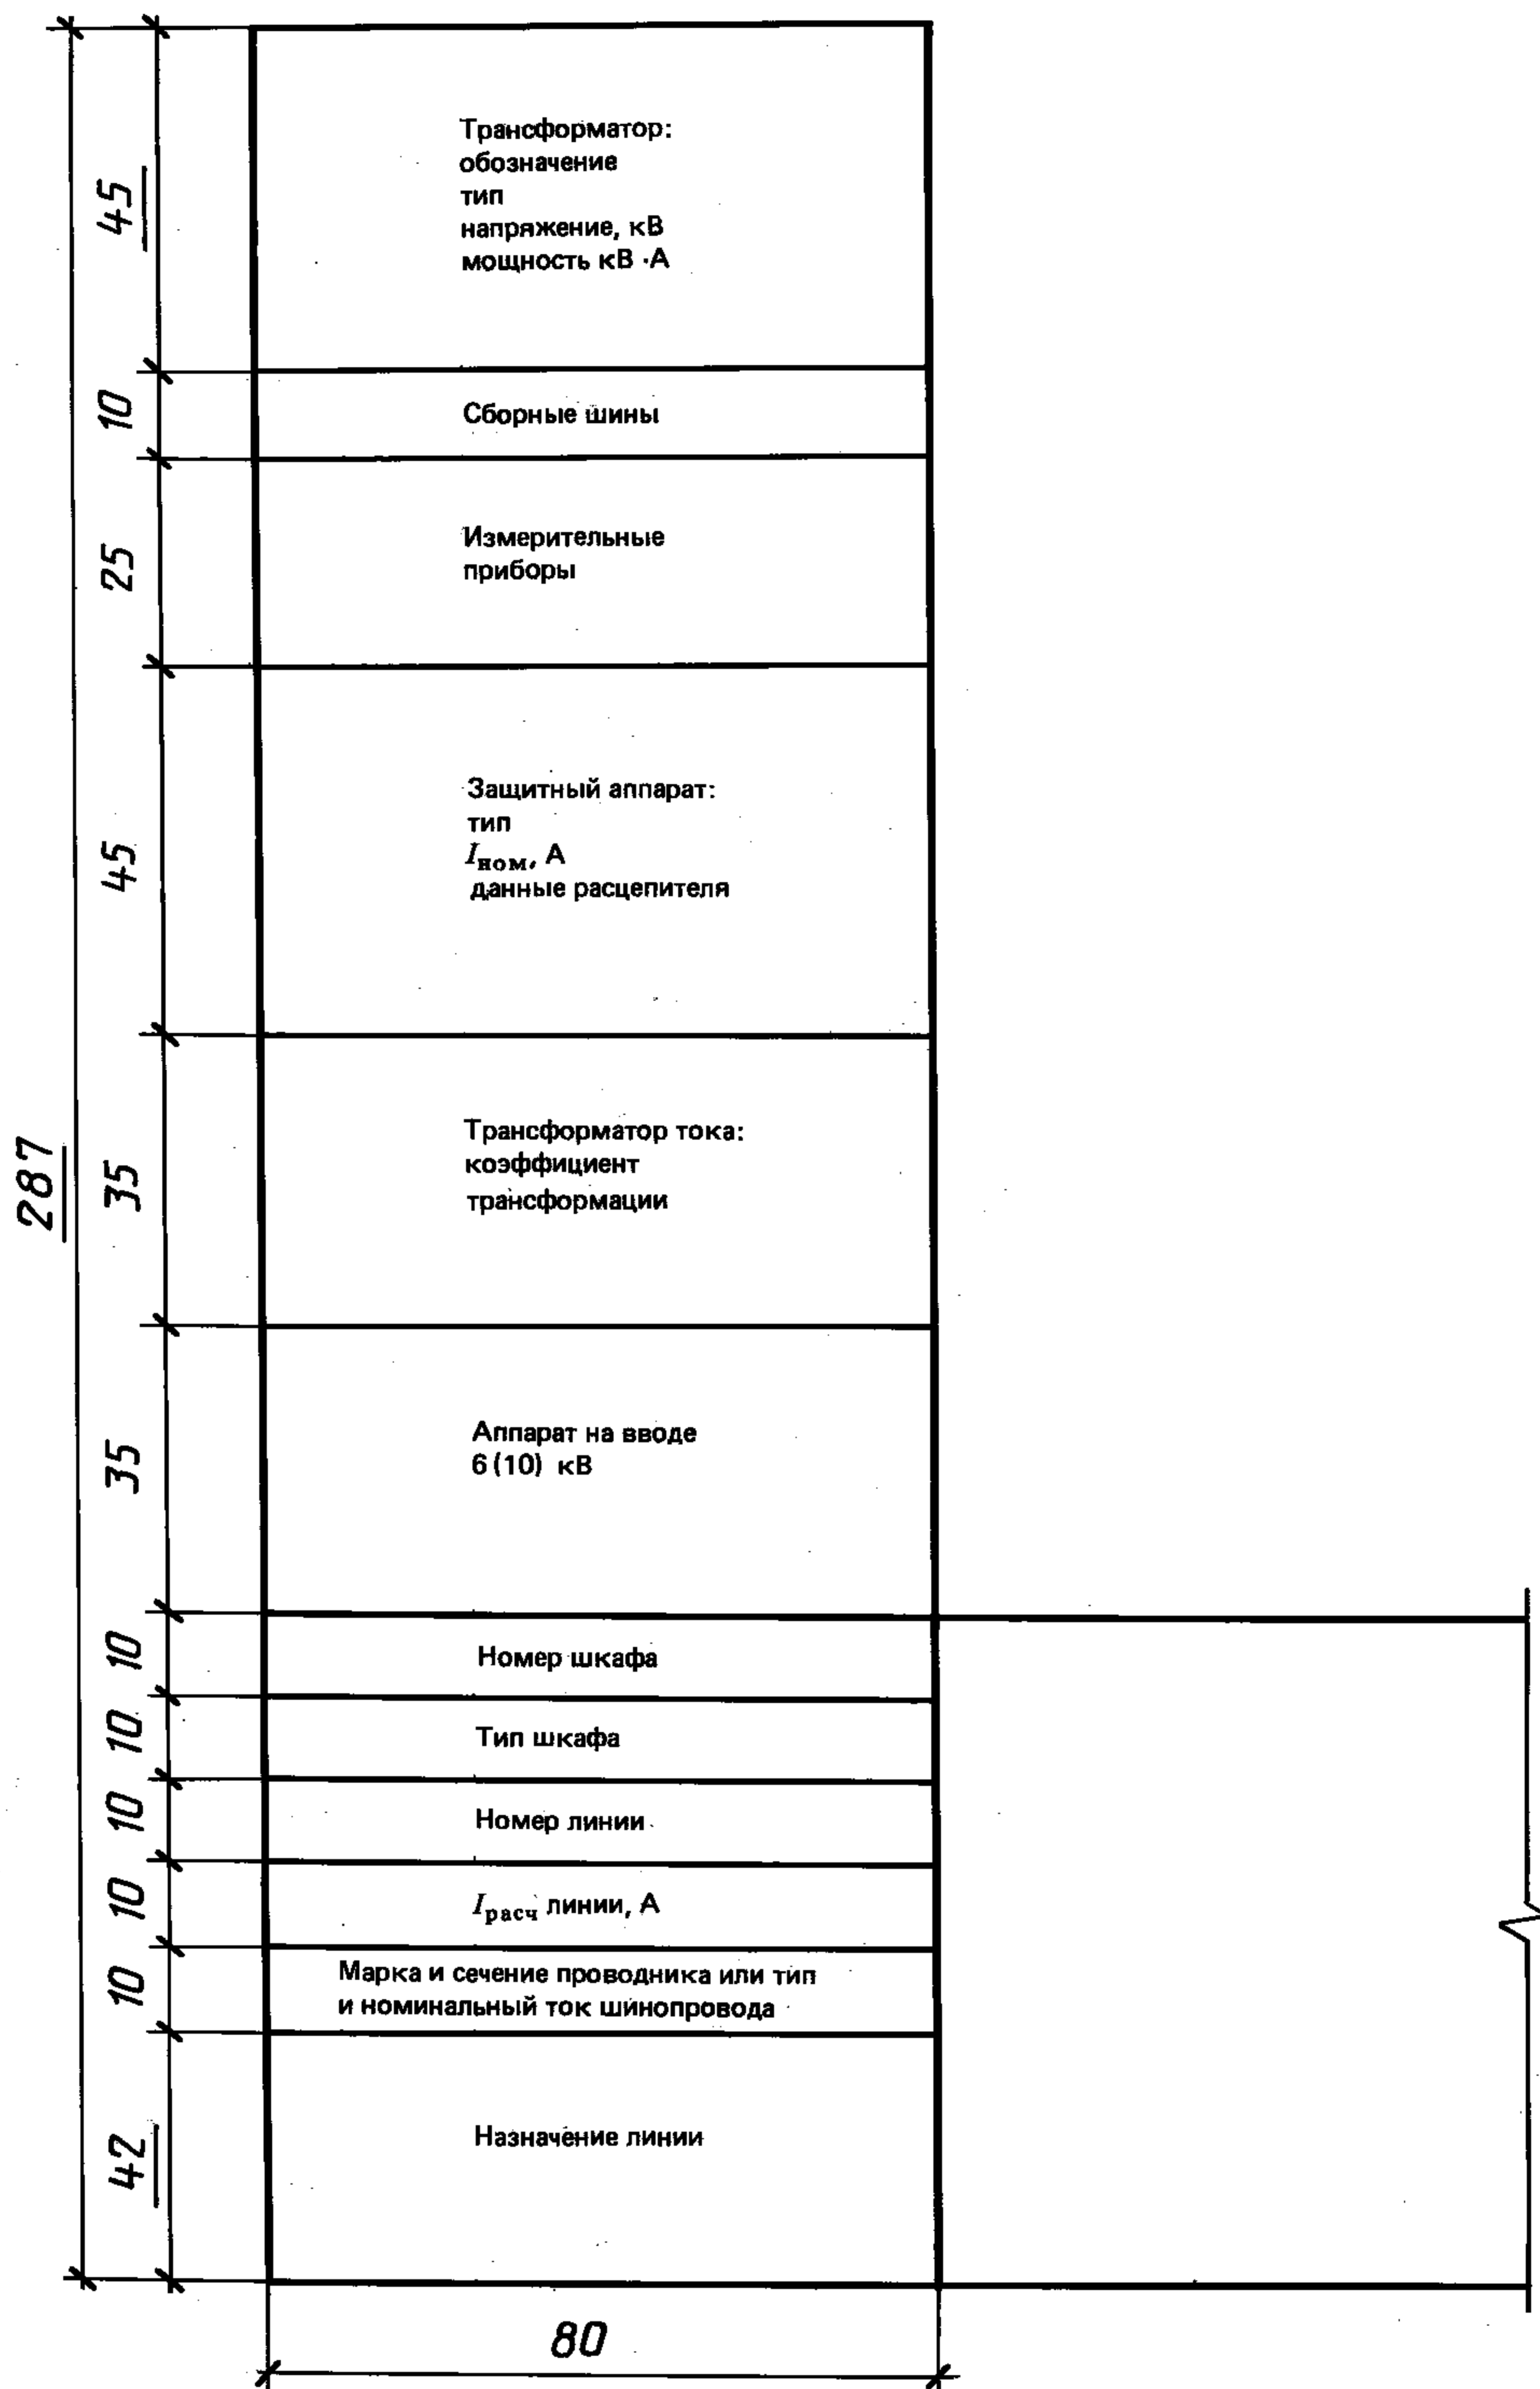 Трансформатор:
обозначение
тип
напряжение, кВ
мощность кВ·А
45
Сборные шины
10
Измерительные
приборы
25
Защитный аппарат:
тип
Iном, А
данные расцепителя
45
Трансформатор тока:
коэффициент
трансформации
35
287
Аппарат на вводе
6(10) кВ
35
Номер шкафа
10
Тип шкафа
10
Номер линии
10
Iрасч линии, А
10
Марка и сечение проводника или тип
и номинальный ток шинопровода
10
Назначение линии
42
80